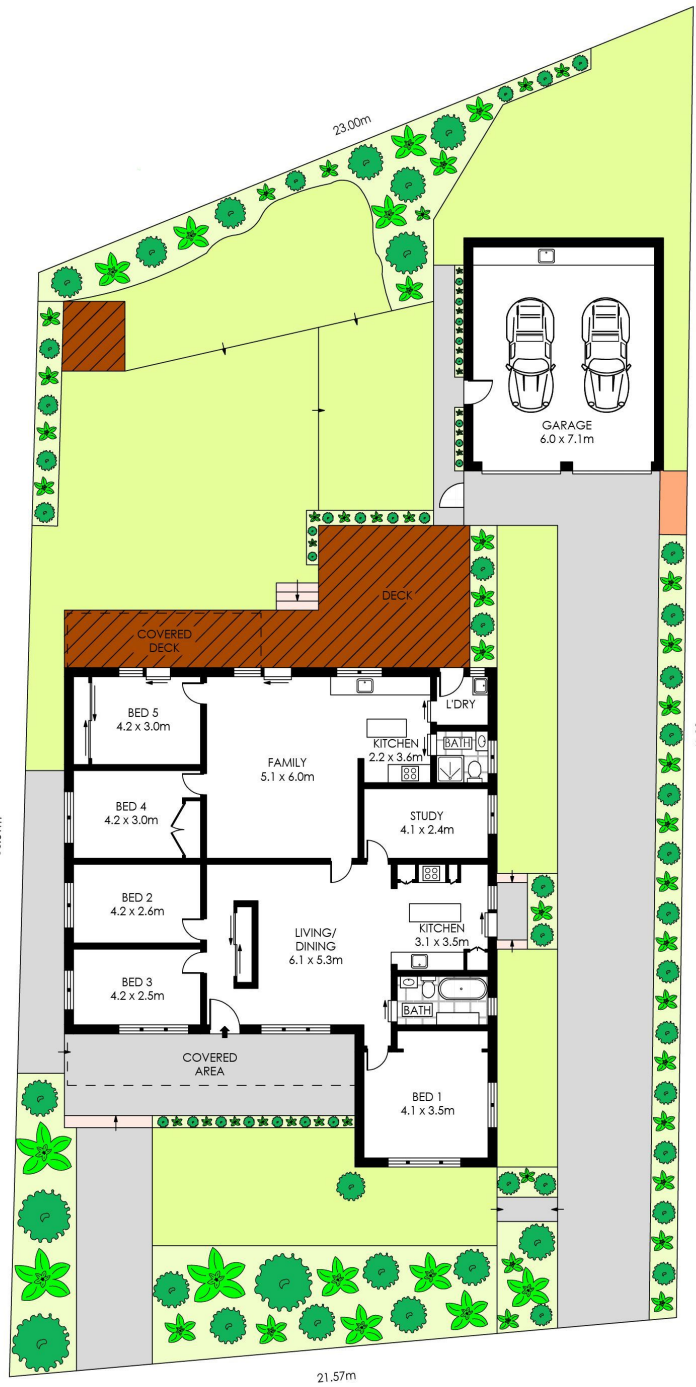 23.00m
GARAGE
6.0 x 7.1m
DECK
COVERED
DECK
BED 5
4.2 x 3.0m
L'DRY
FAMILY
5.1 x 6.0m
KITCHEN
2.2 x 3.6m
BATH
BED 4
4.2 x 3.0m
STUDY
4.1 x 2.4m
BED 2
4.2 x 2.6m
LIVING/
DINING
6.1 x 5.3m
KITCHEN
3.1 x 3.5m
BED 3
4.2 x 2.5m
BATH
COVERED
AREA
BED 1
4.1 x 3.5m
21.57m